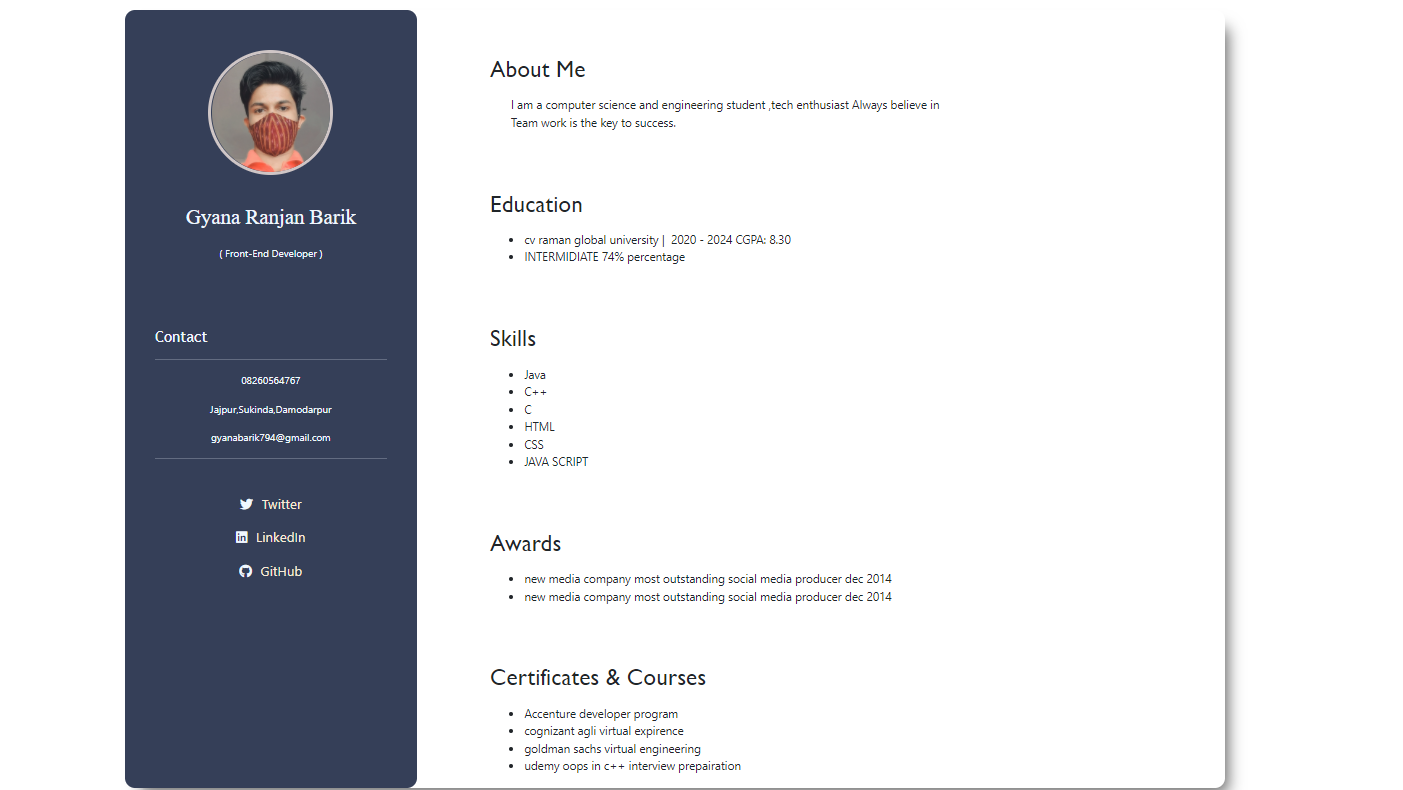 Gyana Ranjan Barik
( Front-End Developer )
Contact
08260564767
Jajpur,Sukinda,Damodarpur
gyanabarik794@gmail.com
Twitter
LinkedIn
GitHub
About Me
I am a computer science and engineering student ,tech enthusiast Always believe in
Team work is the key to success.
Education
cv raman global university | 2020 - 2024 CGPA: 8.30
INTERMIDIATE 74% percentage
Skills
Java
C++
C
HTML
CSS
JAVA SCRIPT
Awards
new media company most outstanding social media producer dec 2014
new media company most outstanding social media producer dec 2014
Certificates & Courses
Accenture developer program
cognizant agli virtual expirence
goldman sachs virtual engineering
udemy oops in c++ interview prepairation